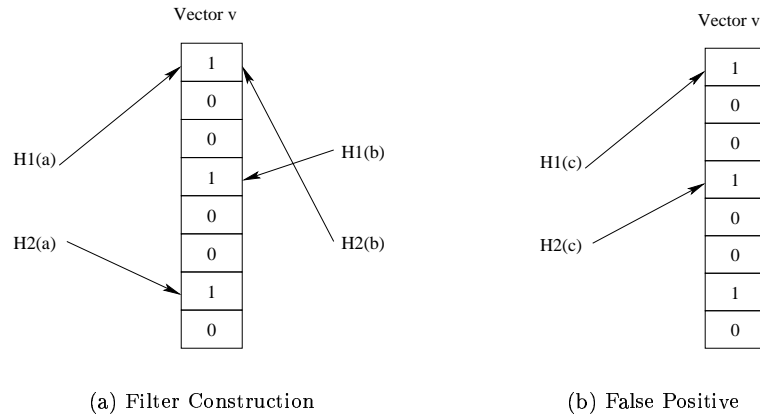 Vector v
1
0
0
1
0
0
1
0
H1(a)
H2(a)
H1(b)
H2(b)
(a) Filter Construction
Vector v
1
0
0
1
0
0
1
0
H1(c)
H2(c)
(b) False Positive